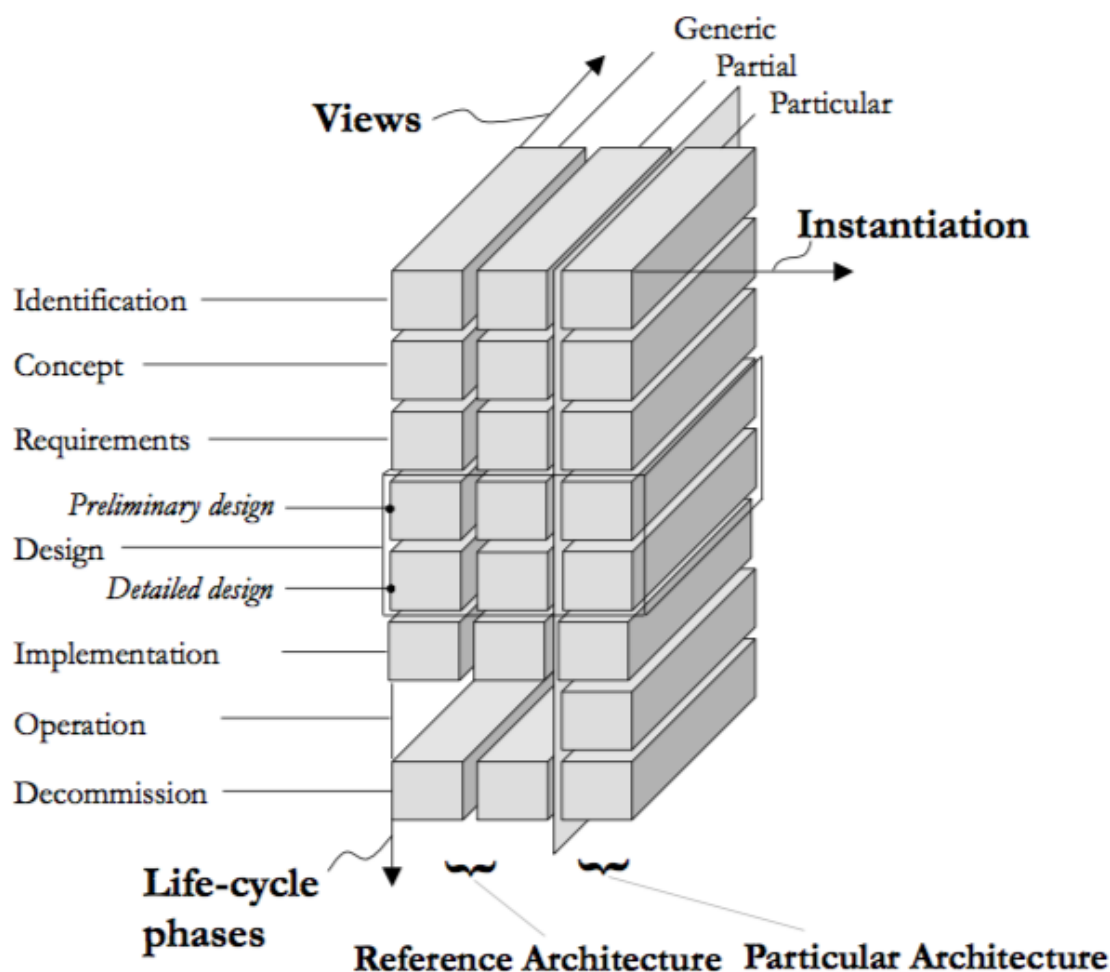 Generic
Partial
Particular
Views
Instantiation
Identification
Concept
Requirements
Preliminary design
Design
Detailed design
Implementation
Operation
Decommission
Life-cycle
phases
Reference Architecture
Particular Architecture